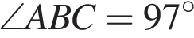 ∠ABC = 97°